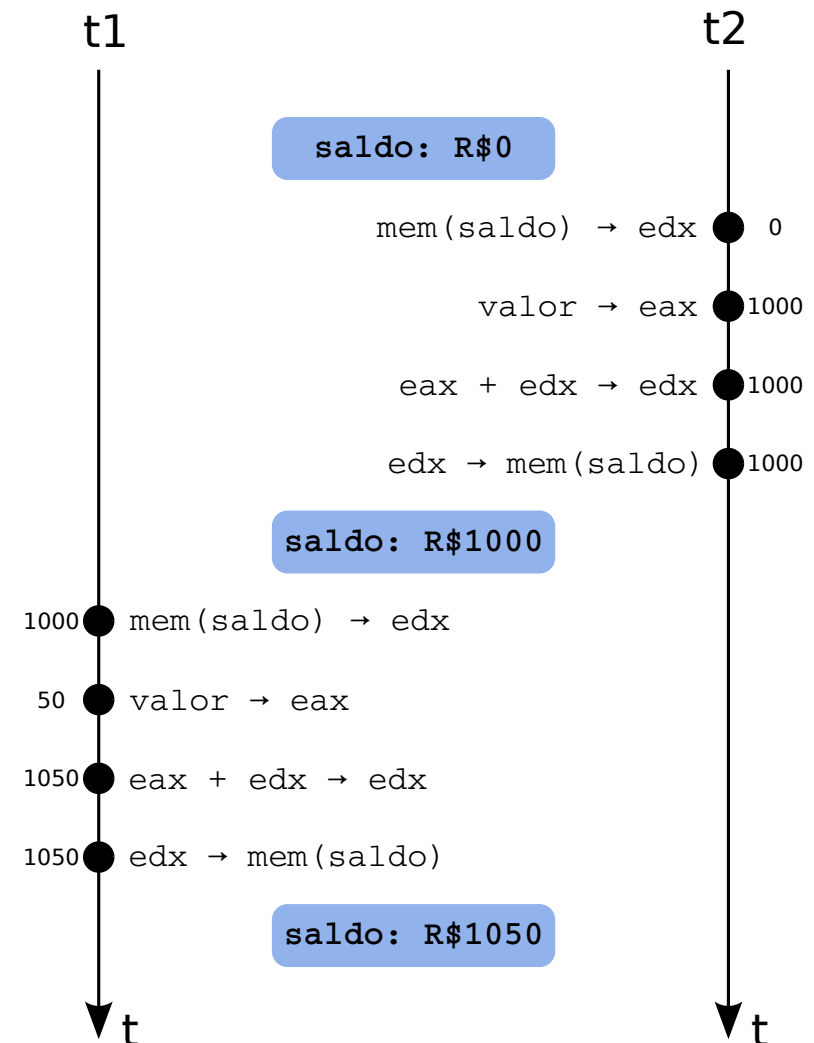 t1
t2
saldo: R$0
mem(saldo) → edx 0
valor → eax 1000
eax + edx → edx 1000
edx → mem(saldo) 1000
saldo: R$1000
1000 mem(saldo) → edx
50 valor → eax
1050 eax + edx → edx
1050 edx → mem(saldo)
saldo: R$1050
t
t